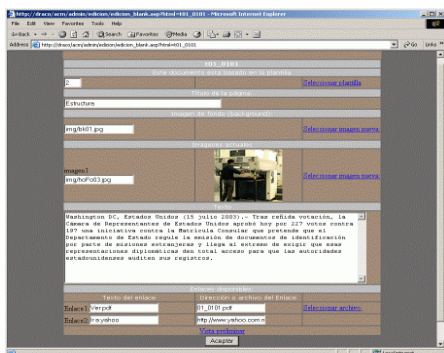 http://draco/acm/admin/edicion/edicion_blank.asp?html=t01_0101 - Microsoft Internet Explorer
File Edit View Favorites Tools Help
Back Search Favorites Media
Address http://draco/acm/admin/edicion/edicion_blank.asp?html=t01_0101 Go Links »
t01_0101
Este documento está basado en la plantilla
2 Seleccionar plantilla
Título de la página:
Estructura
Imagen de fondo (background):
img/bk01.jpg Seleccionar imagen nueva
Imágenes actuales
imagen1
img/hoFo03.jpg Seleccionar imagen nueva
Texto
Washington DC, Estados Unidos (15 julio 2003).- Tras reñida votación, la
Cámara de Representantes de Estados Unidos aprobó hoy por 227 votos contra
187 una iniciativa contra la Matrícula Consular que pretende que el
Departamento de Estado regule la emisión de documentos de identificación
por parte de misiones extranjeras y llega al extremo de exigir que esas
representaciones diplomáticas den total acceso para que las autoridades
estadounidenses auditen sus registros.
Enlaces disponibles:
Texto del enlace Dirección o archivo del Enlace
Enlace1: Ver pdf 01_0101.pdf Seleccionar archivo
Enlace2: Ir a yahoo http://www.yahoo.com.m
Vista preliminar
Aceptar